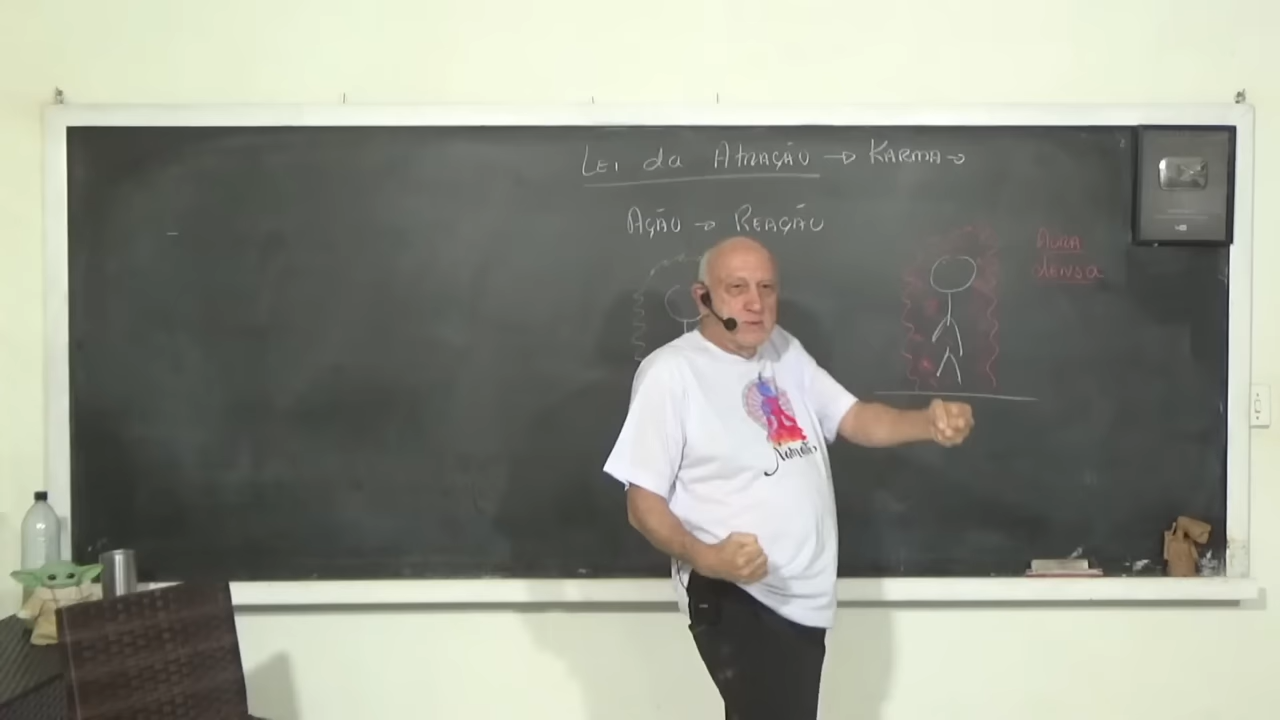 LEI da ATRAÇÃO → KARMA →
AÇÃO → REAÇÃO
AURA
densa